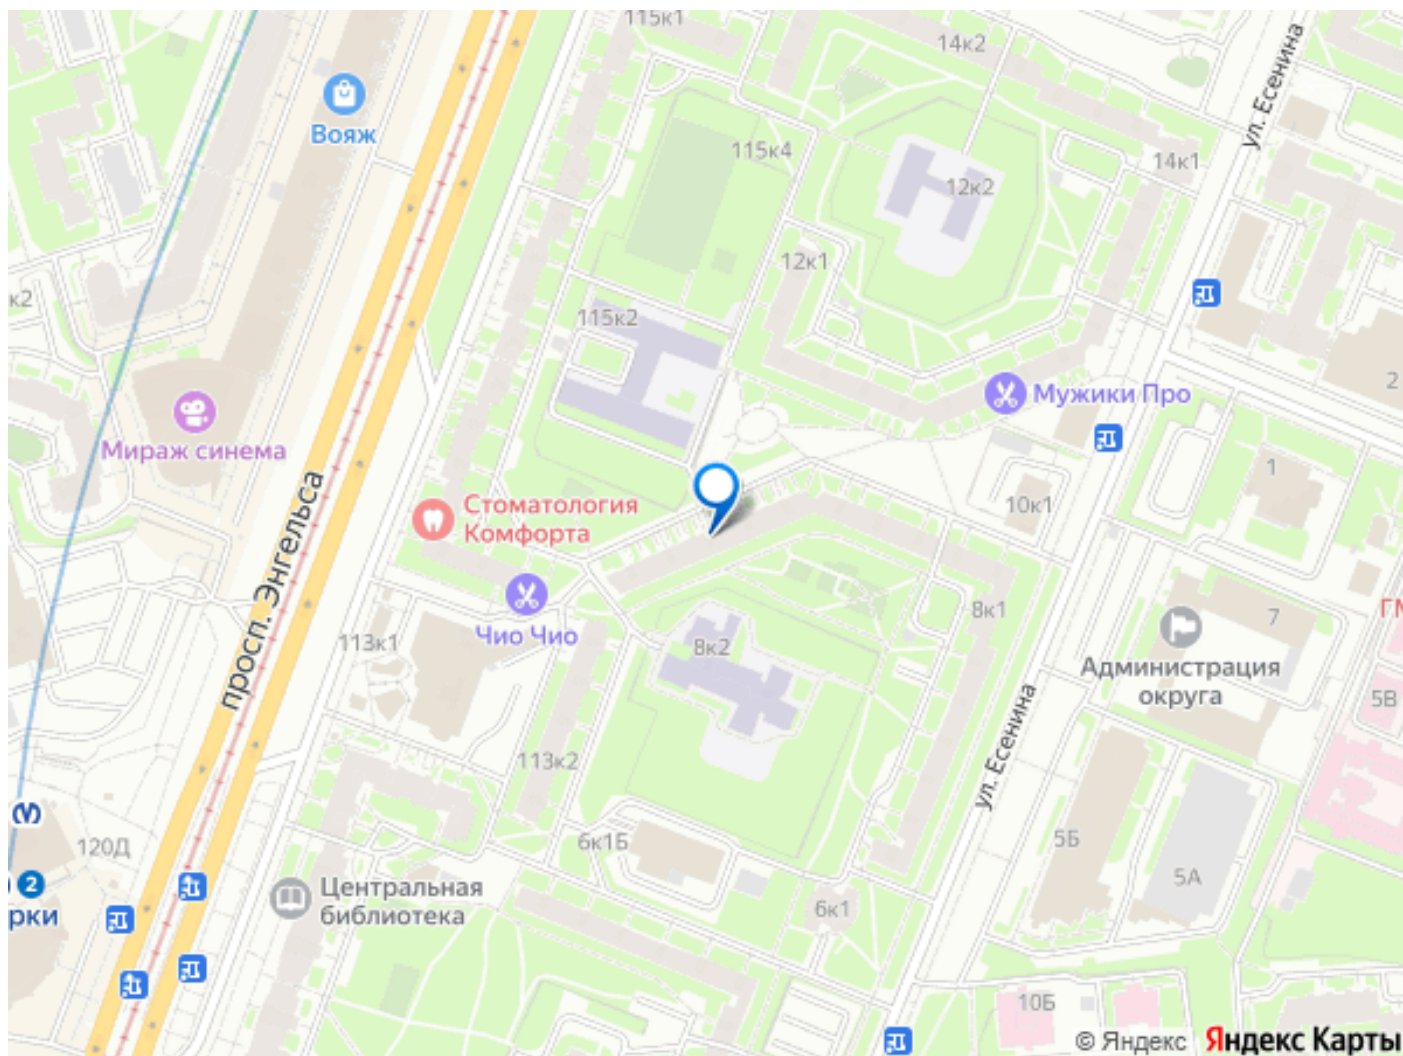 115к1
14к2
ул. Есенина
Вояж
115к4
14к1
12к2
12к1
к2
115к2
2
Мужики Про
Мираж синема
1
просп. Энгельса
Стоматология
Комфорта
10к1
8к1
7
ГМ
Чио Чио
113к1
8к2
Администрация
округа
5В
ул. Есенина
113к2
120Д
6к1Б
5Б
5А
2
рки
Центральная
библиотека
6к1
10Б
© Яндекс Яндекс Карты